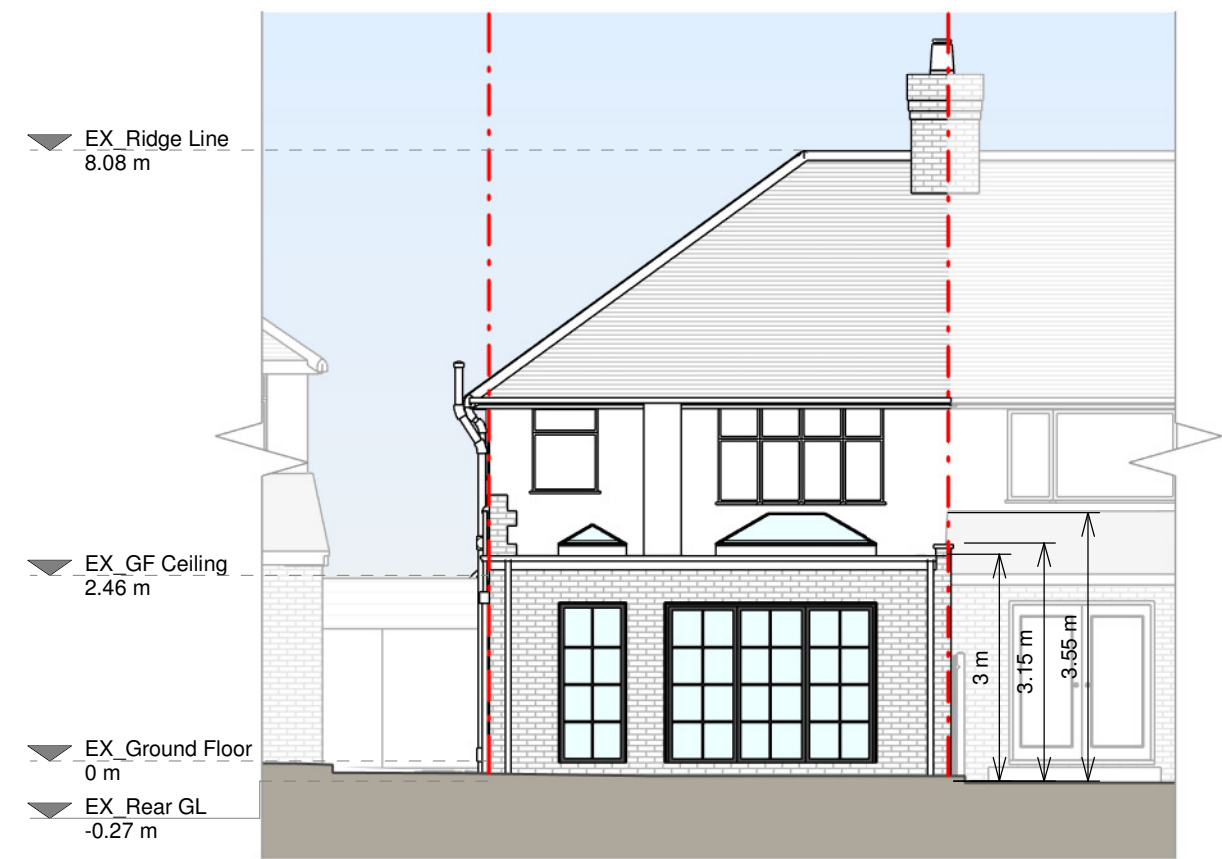 EX_Ridge Line
8.08 m
EX_GF Ceiling
2.46 m
3 m
3.15 m
3.55 m
EX_Ground Floor
0 m
EX_Rear GL
-0.27 m